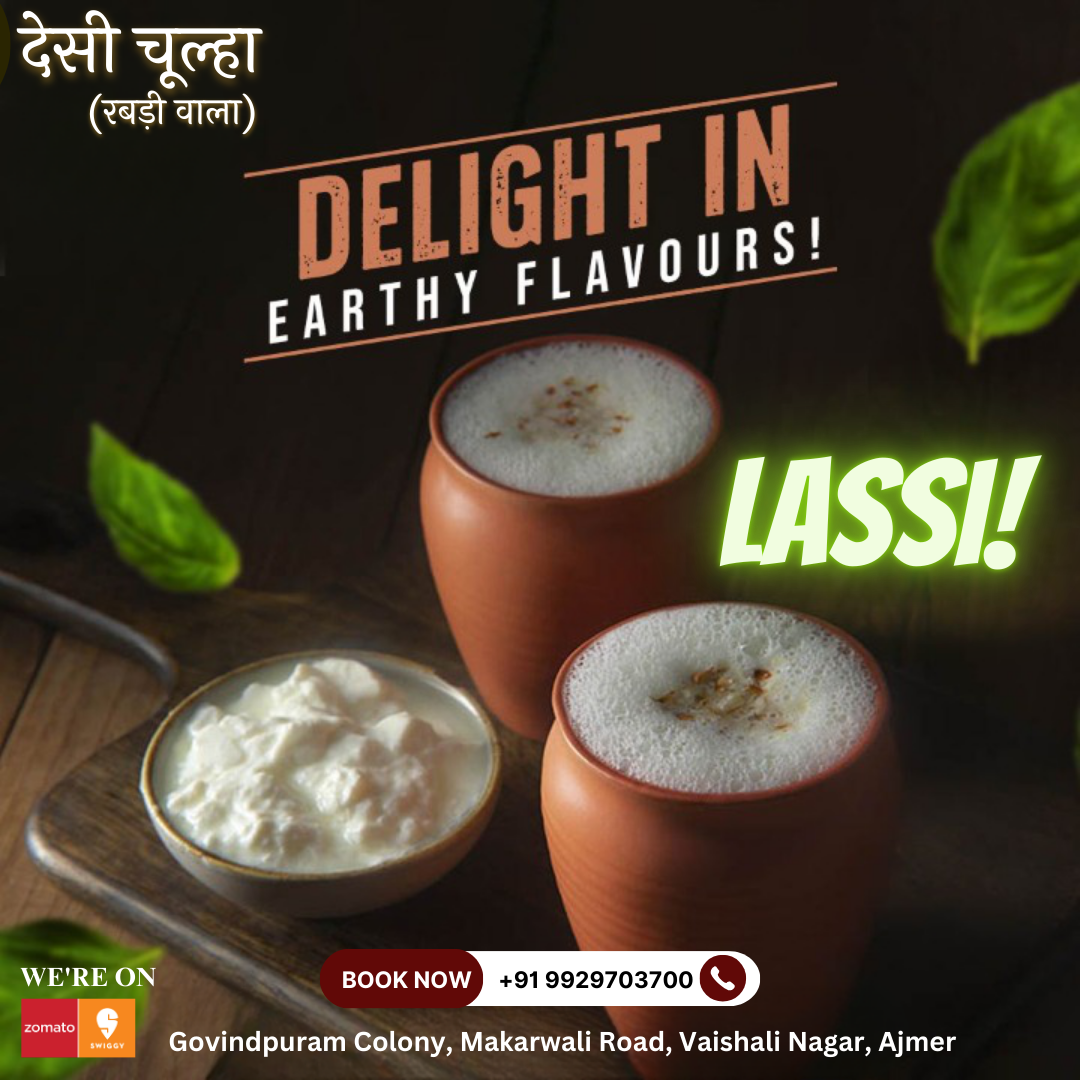 देसी चूल्हा
(रबड़ी वाला)
DELIGHT IN
EARTHY FLAVOURS!
LASSI!
WE'RE ON
zomato
SWIGGY
BOOK NOW
+91 9929703700
Govindpuram Colony, Makarwali Road, Vaishali Nagar, Ajmer